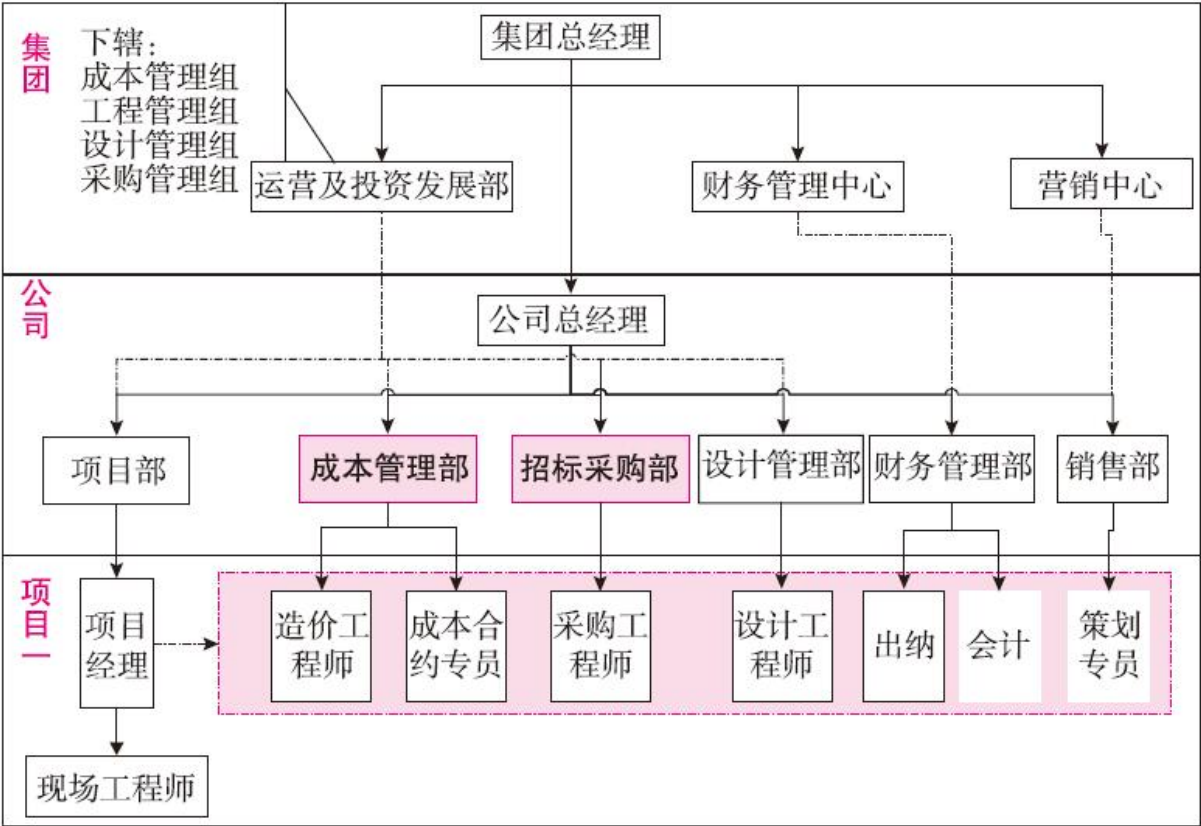 集团
下辖：
成本管理组
工程管理组
设计管理组
采购管理组
集团总经理
运营及投资发展部
财务管理中心
营销中心
公司
公司总经理
项目部
成本管理部
招标采购部
设计管理部
财务管理部
销售部
项目一
项目
经理
造价工
程师
成本合
约专员
采购工
程师
设计工
程师
出纳
会计
策划
专员
现场工程师